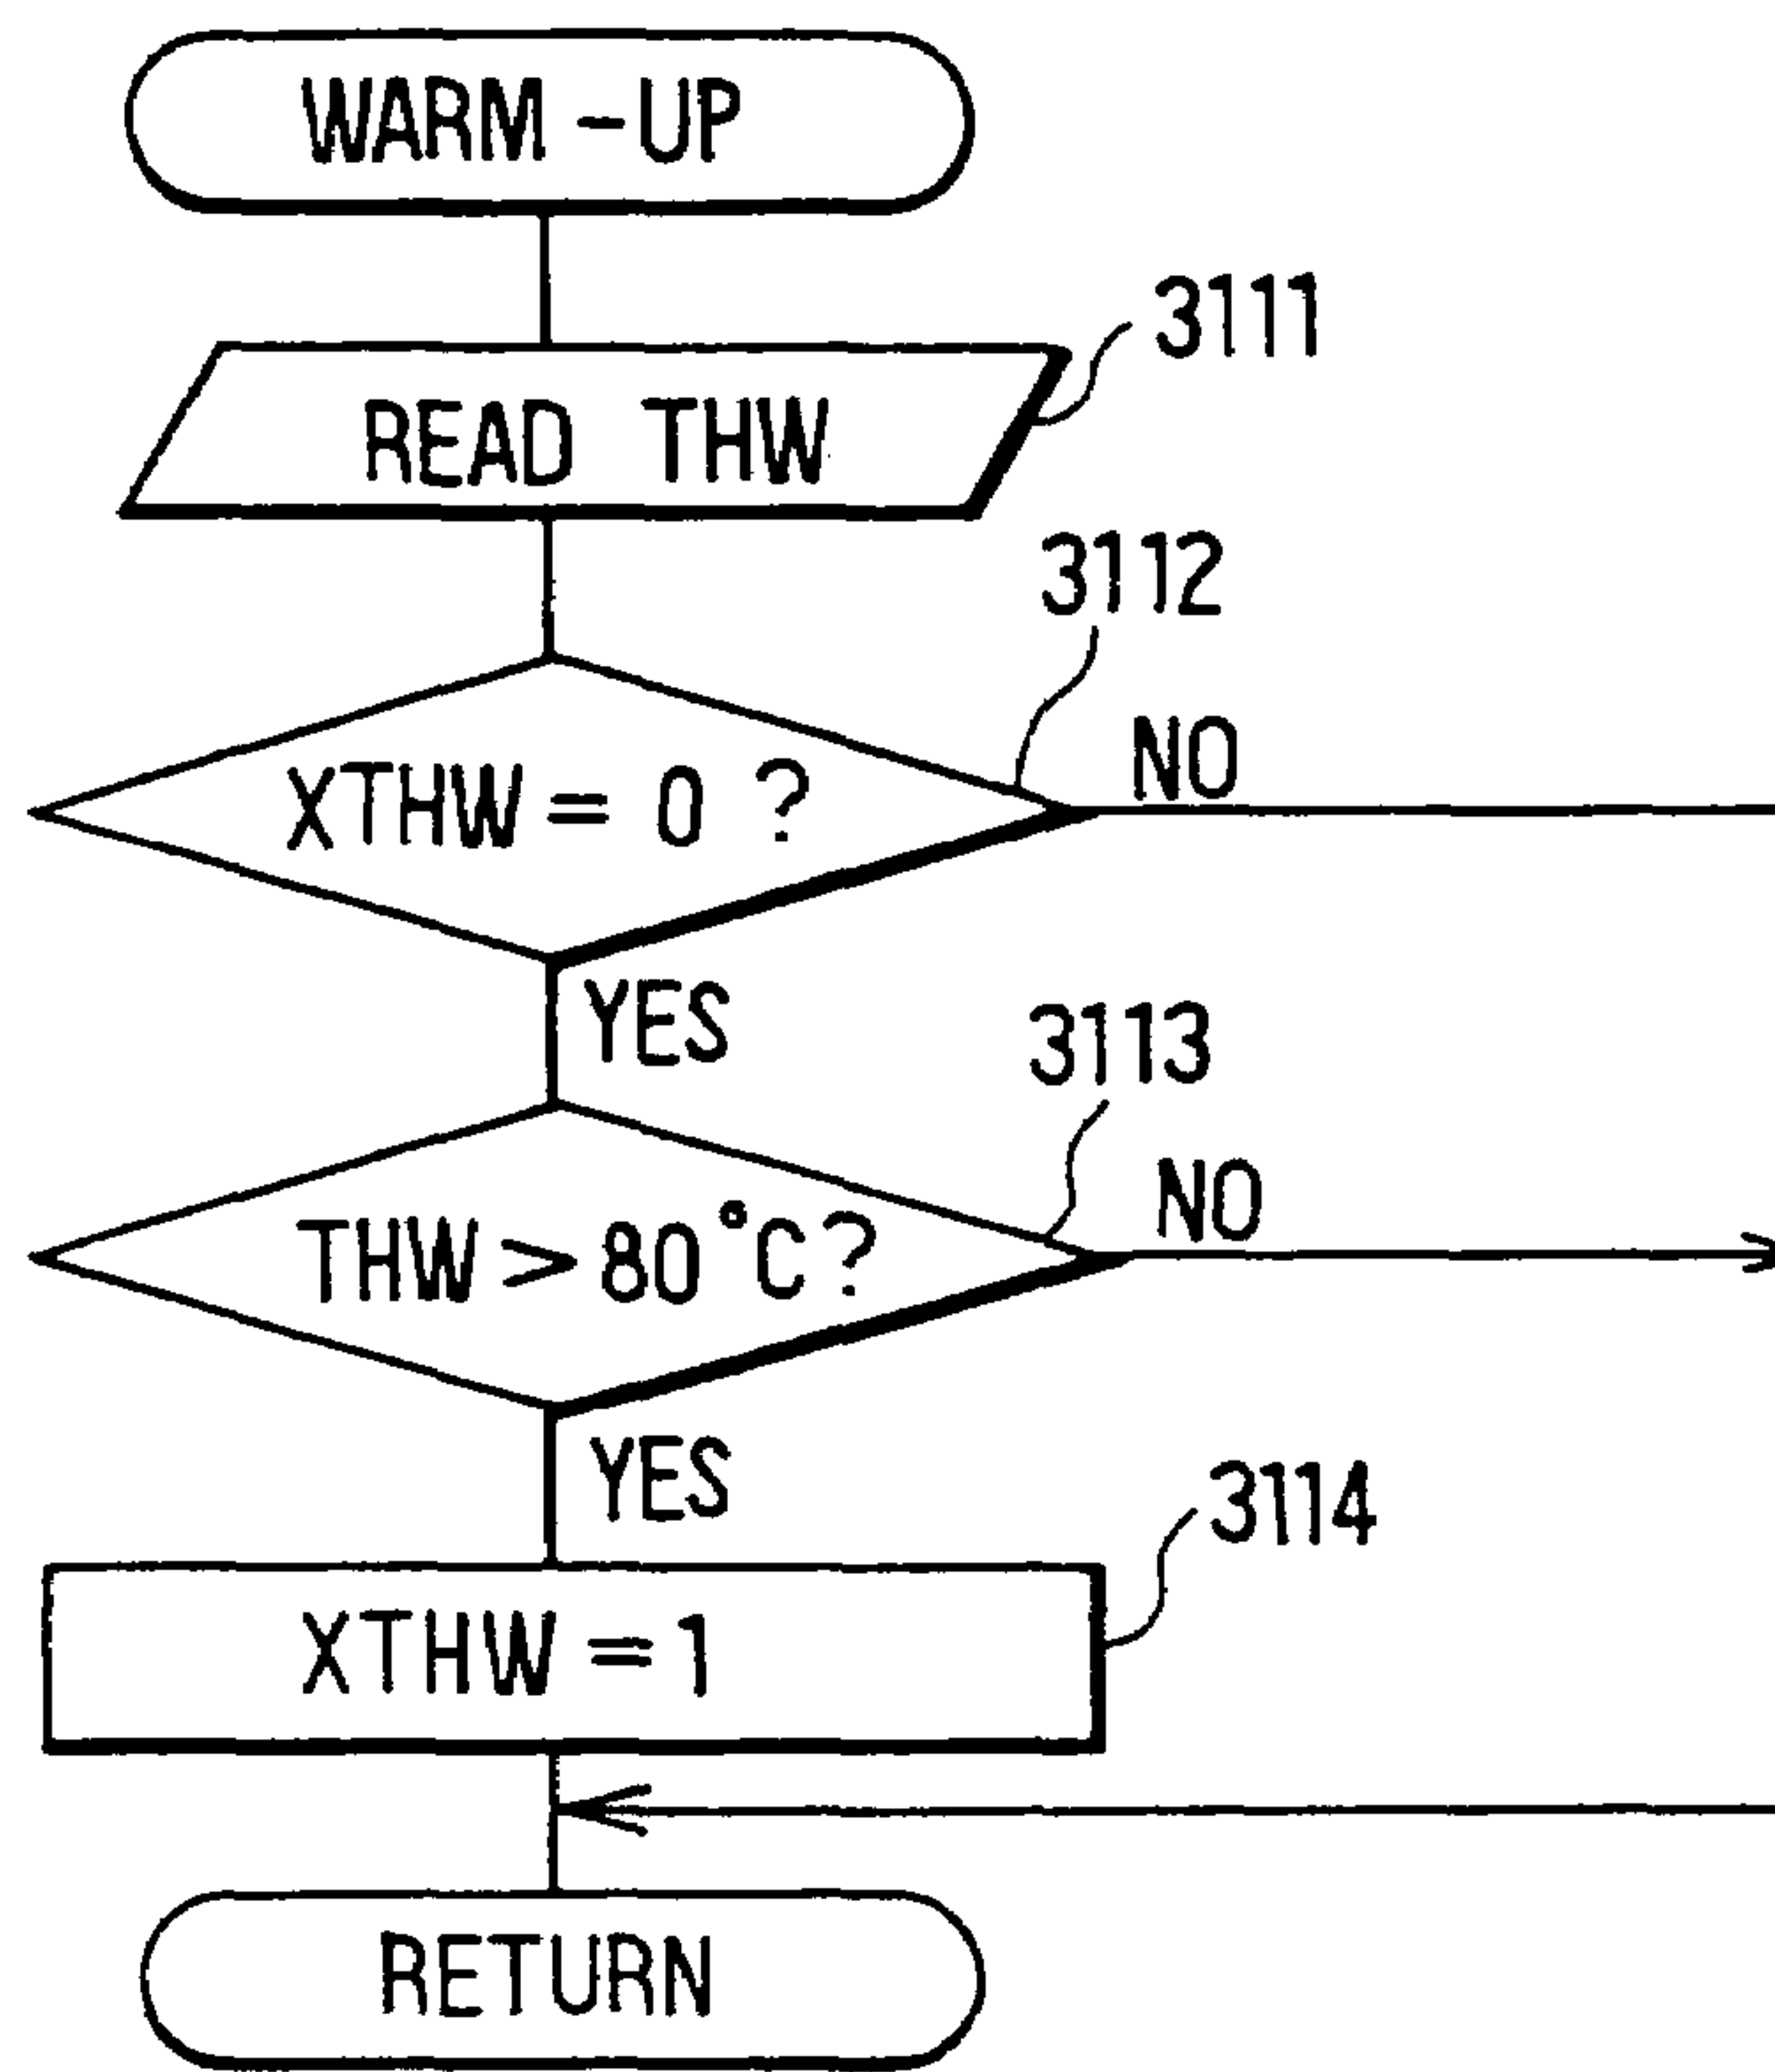 WARM-UP
3111
READ THW
3112
XTHW = 0 ?
NO
YES
3113
THW > 80°C?
NO
YES
3114
XTHW = 1
RETURN